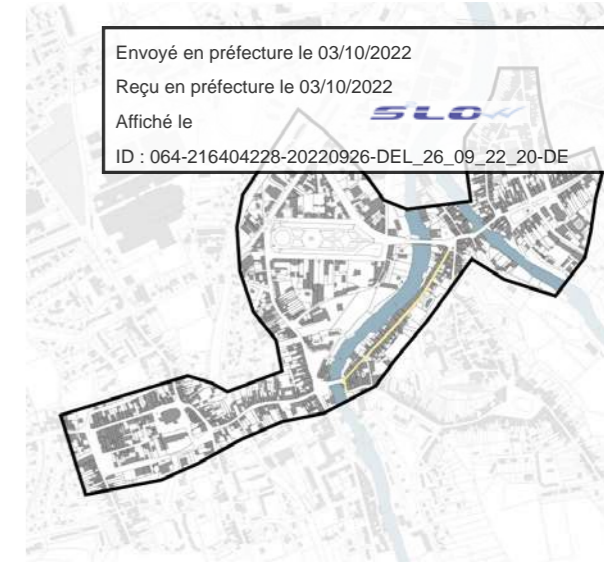 Envoyé en préfecture le 03/10/2022
Reçu en préfecture le 03/10/2022
Affiché le
SLO
ID : 064-216404228-20220926-DEL_26_09_22_20-DE